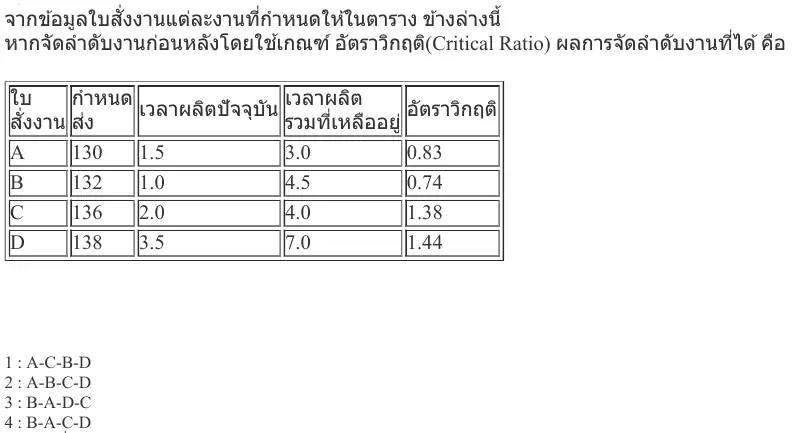 จากข้อมูลใบสั่งงานแต่ละงานที่กำหนดให้ในตาราง ข้างล่างนี้
หากจัดลำดับงานก่อนหลังโดยใช้เกณฑ์ อัตราวิกฤติ(Critical Ratio) ผลการจัดลำดับงานที่ได้ คือ
ใบสั่งงาน กำหนดส่ง เวลาผลิตปัจจุบัน เวลาผลิตรวมที่เหลืออยู่ อัตราวิกฤติ
A 130 1.5 3.0 0.83
B 132 1.0 4.5 0.74
C 136 2.0 4.0 1.38
D 138 3.5 7.0 1.44
1 : A-C-B-D
2 : A-B-C-D
3 : B-A-D-C
4 : B-A-C-D